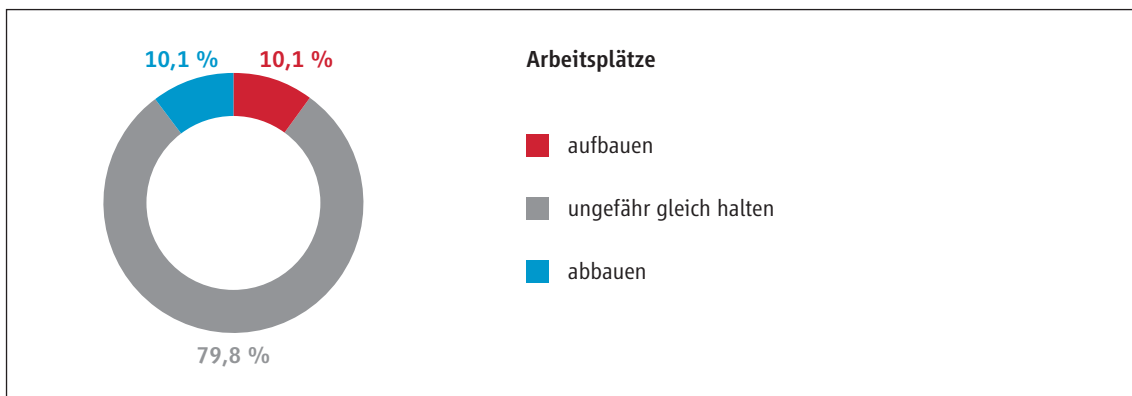 10,1 % 10,1 %
79,8 %
Arbeitsplätze
aufbauen
ungefähr gleich halten
abbauen